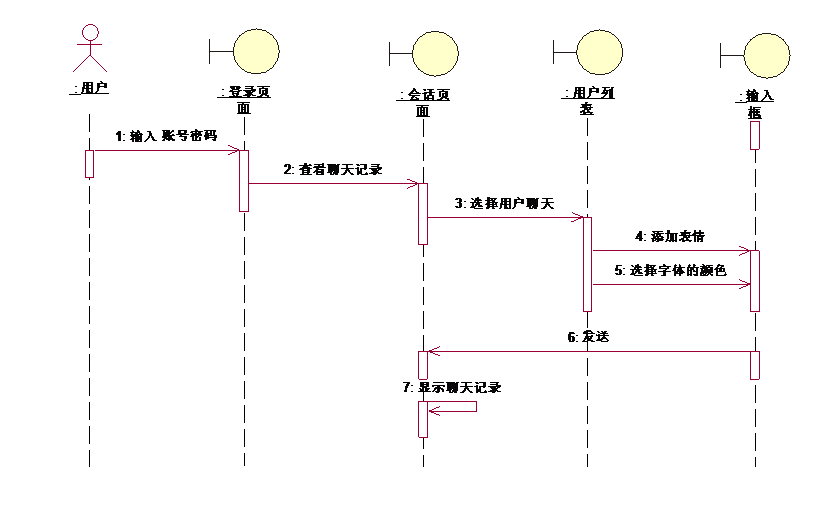 : 用户
: 登录页
面
: 会话页
面
: 用户列
表
: 输入
框
1: 输入 账号密码
2: 查看聊天记录
3: 选择用户聊天
4: 添加表情
5: 选择字体的颜色
6: 发送
7: 显示聊天记录